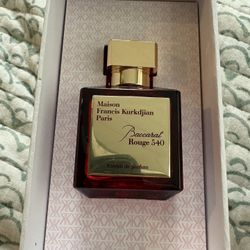 Maison
Francis Kurkdjian
Paris
Baccarat
Rouge 540
Extrait de parfum